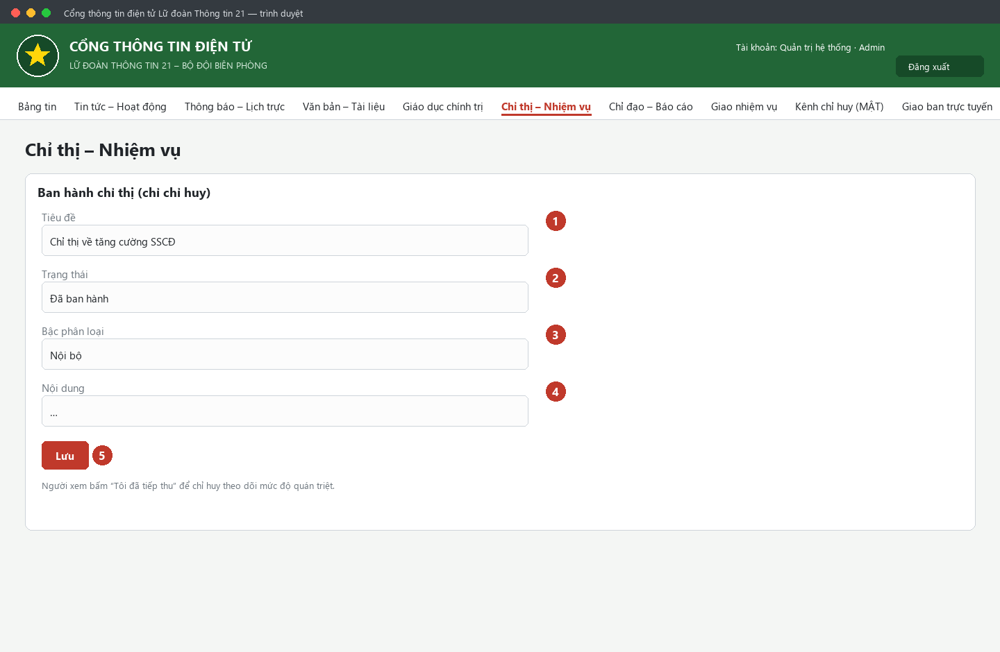 Cổng thông tin điện tử Lữ đoàn Thông tin 21 — trình duyệt
CỔNG THÔNG TIN ĐIỆN TỬ
LỮ ĐOÀN THÔNG TIN 21 – BỘ ĐỘI BIÊN PHÒNG
Tài khoản: Quản trị hệ thống · Admin
Đăng xuất
Bảng tin Tin tức – Hoạt động Thông báo – Lịch trực Văn bản – Tài liệu Giáo dục chính trị Chỉ thị – Nhiệm vụ Chỉ đạo – Báo cáo Giao nhiệm vụ Kênh chỉ huy (MẬT) Giao ban trực tuyến
Chỉ thị – Nhiệm vụ
Ban hành chỉ thị (chỉ chỉ huy)
Tiêu đề
1
Chỉ thị về tăng cường SSCĐ
Trạng thái
2
Đã ban hành
Bậc phân loại
3
Nội bộ
Nội dung
4
...
Lưu 5
Người xem bấm “Tôi đã tiếp thu” để chỉ huy theo dõi mức độ quán triệt.